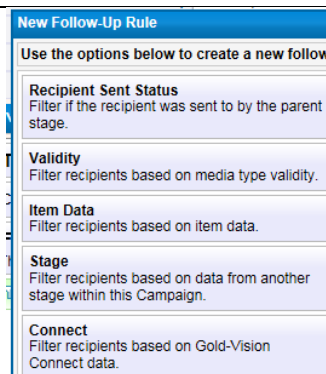 New Follow-Up Rule
Use the options below to create a new follow
Recipient Sent Status
Filter if the recipient was sent to by the parent
stage.
Validity
Filter recipients based on media type validity.
Item Data
Filter recipients based on item data.
Stage
Filter recipients based on data from another
stage within this Campaign.
Connect
Filter recipients based on Gold-Vision
Connect data.